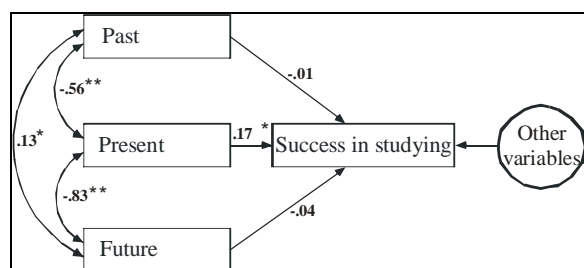 Past
-.01
-.56**
.13*
Present
.17 *
Success in studying
Other
variables
-.83**
-.04
Future